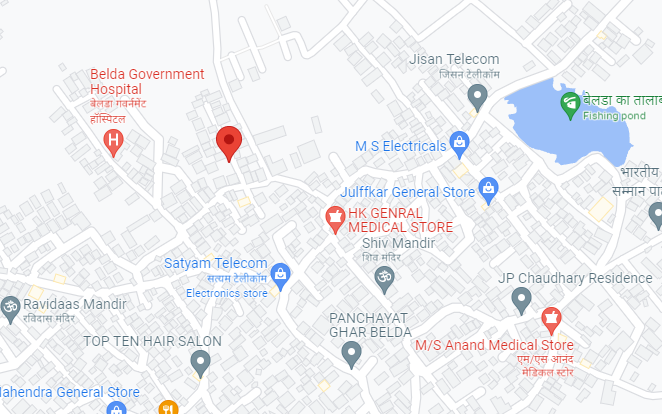 Jisan Telecom
जिसन टेलीकॉम
Belda Government
Hospital
बेलडा गवर्नमेंट
हॉस्पिटल
H
बेलडा का तालाब
Fishing pond
M S Electricals
Julffkar General Store
भारतीय
सम्मान पा
HK GENRAL
MEDICAL STORE
Shiv Mandir
शिव मंदिर
Satyam Telecom
सत्यम टेलीकॉम
Electronics store
JP Chaudhary Residence
Ravidaas Mandir
रविदास मंदिर
PANCHAYAT
GHAR BELDA
TOP TEN HAIR SALON
M/S Anand Medical Store
एम/एस आनंद
मेडिकल स्टोर
Mahendra General Store